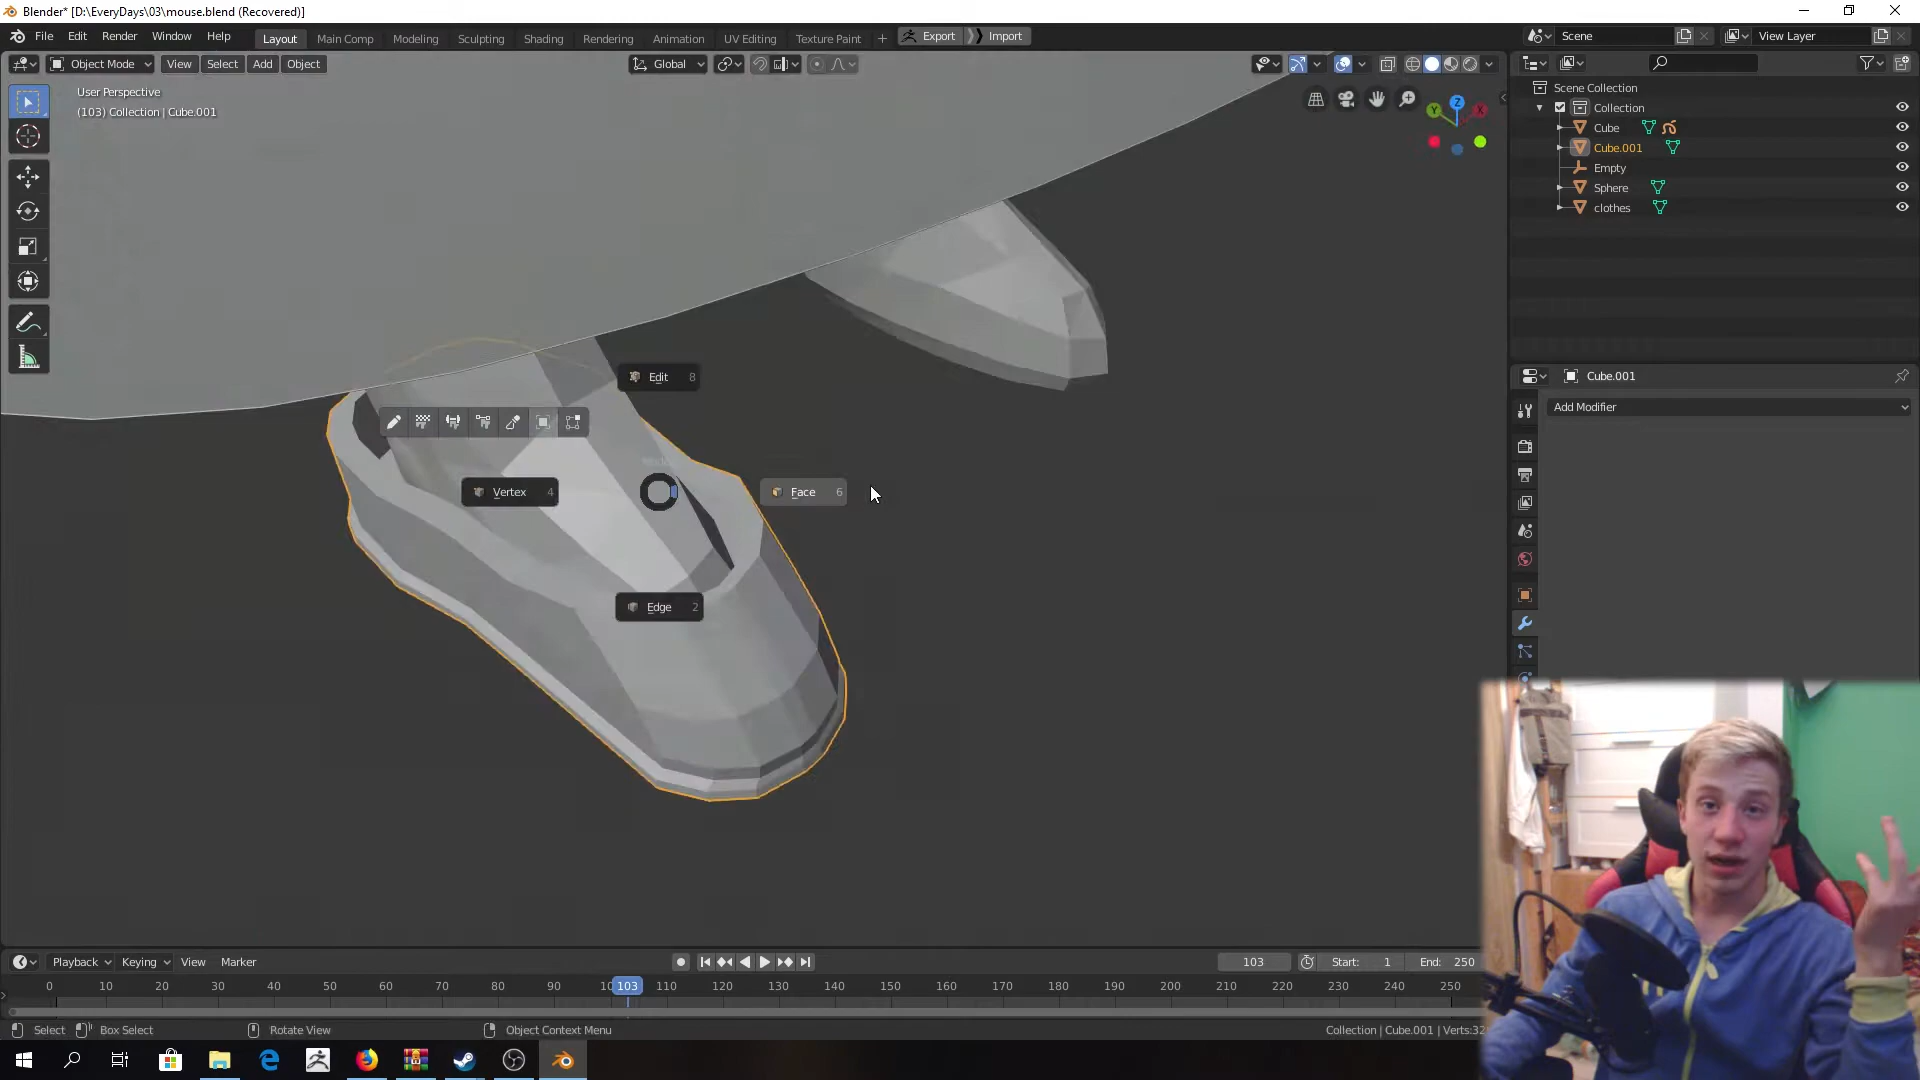 Blender* [D:\EveryDays\03\mouse.blend (Recovered)]
File Edit Render Window Help Layout Main Comp Modeling Sculpting Shading Rendering Animation UV Editing Texture Paint + Export Import Scene View Layer
Object Mode View Select Add Object Global
User Perspective
(103) Collection | Cube.001
Y Z X
Scene Collection
Collection
Cube
Cube.001
Empty
Sphere
clothes
Cube.001
Add Modifier
Edit 8
Vertex 4
Face 6
Edge 2
Playback Keying View Marker 103 Start: 1 End: 250
0 10 20 30 40 50 60 70 80 90 10 103 110 120 130 140 150 160 170 180 190 200 210 220 230 240 250
Select Box Select Rotate View Object Context Menu Collection | Cube.001 | Verts:32